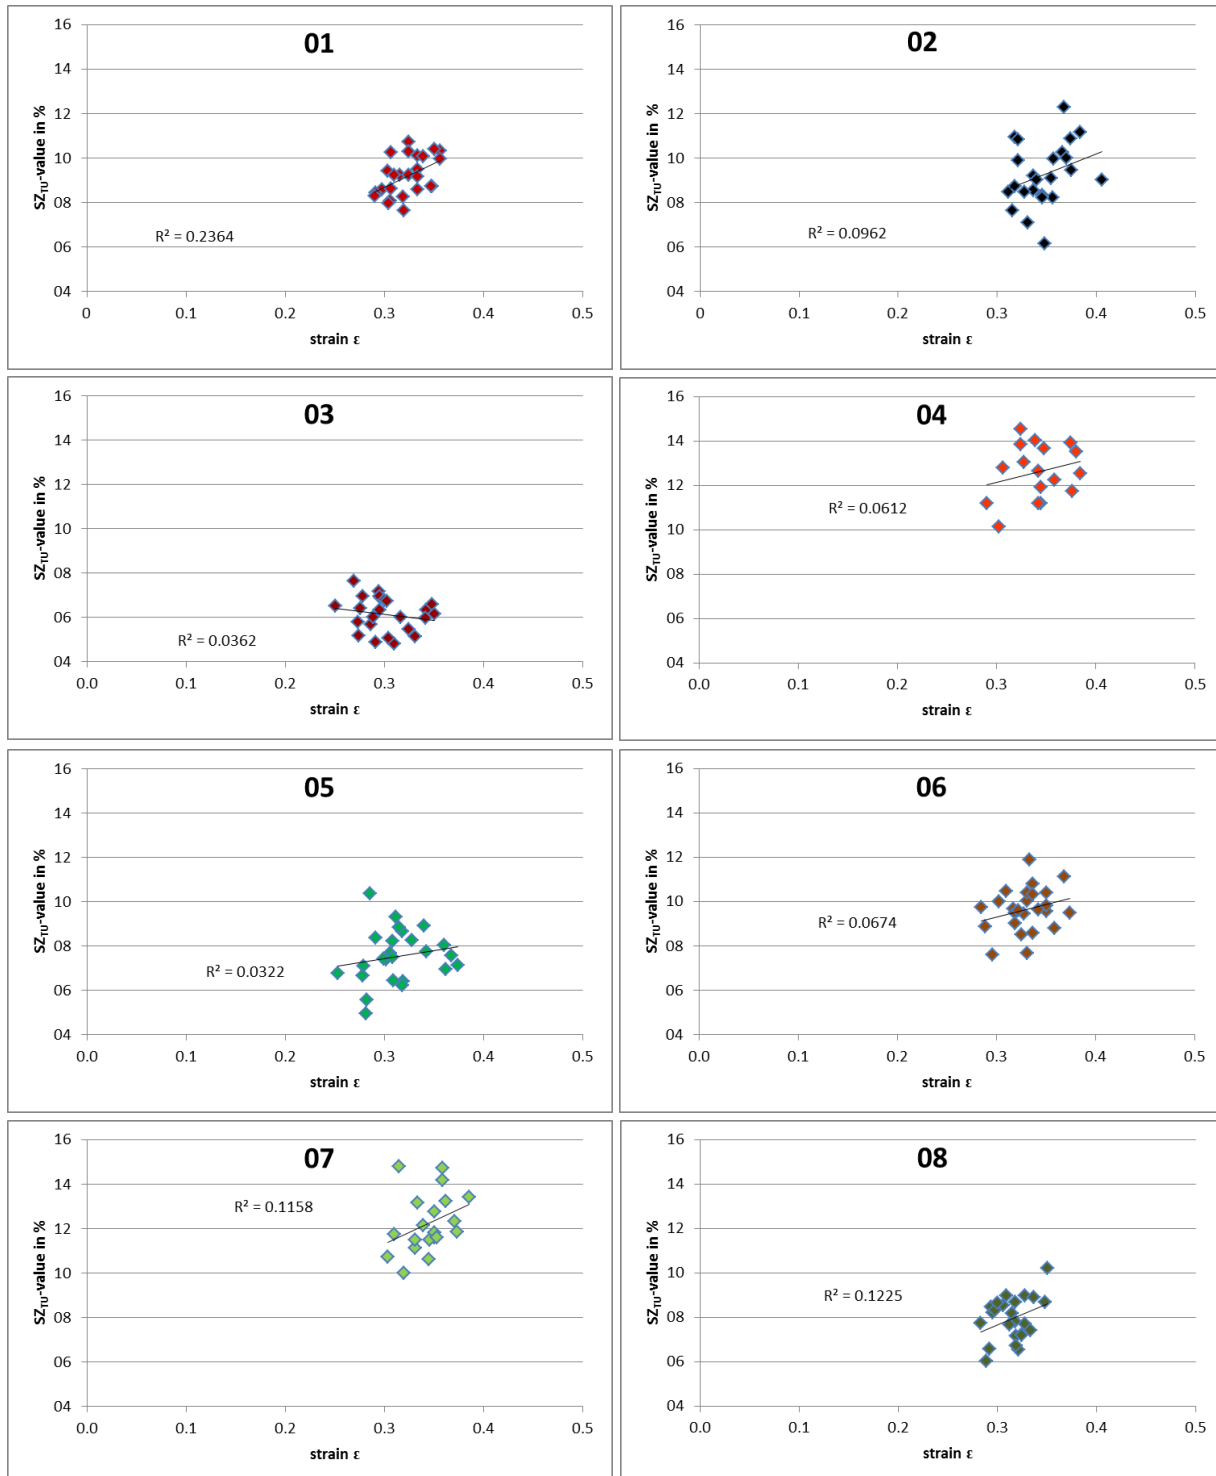 01
16
14
12
10
08
06
04
SZTU-value in %
R² = 0.2364
0 0.1 0.2 0.3 0.4 0.5
strain ε
02
16
14
12
10
08
06
04
SZTU-value in %
R² = 0.0962
0 0.1 0.2 0.3 0.4 0.5
strain ε
03
16
14
12
10
08
06
04
SZTU-value in %
R² = 0.0362
0.0 0.1 0.2 0.3 0.4 0.5
strain ε
04
16
14
12
10
08
06
04
SZTU-value in %
R² = 0.0612
0.0 0.1 0.2 0.3 0.4 0.5
strain ε
05
16
14
12
10
08
06
04
SZTU-value in %
R² = 0.0322
0.0 0.1 0.2 0.3 0.4 0.5
strain ε
06
16
14
12
10
08
06
04
SZTU-value in %
R² = 0.0674
0.0 0.1 0.2 0.3 0.4 0.5
strain ε
07
16
14
12
10
08
06
04
SZTU-value in %
R² = 0.1158
0.0 0.1 0.2 0.3 0.4 0.5
strain ε
08
16
14
12
10
08
06
04
SZTU-value in %
R² = 0.1225
0.0 0.1 0.2 0.3 0.4 0.5
strain ε